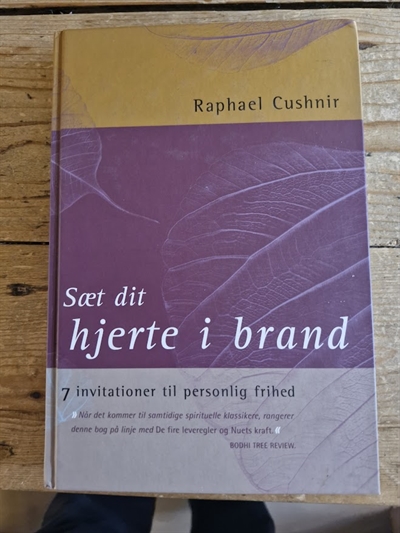 Raphael Cushnir
Sæt dit
hjerte i brand
7 invitationer til personlig frihed
»Når det kommer til samtidige spirituelle klassikere, rangerer
denne bog på linje med De fire leveregler og Nuets kraft.«
BODHI TREE REVIEW.